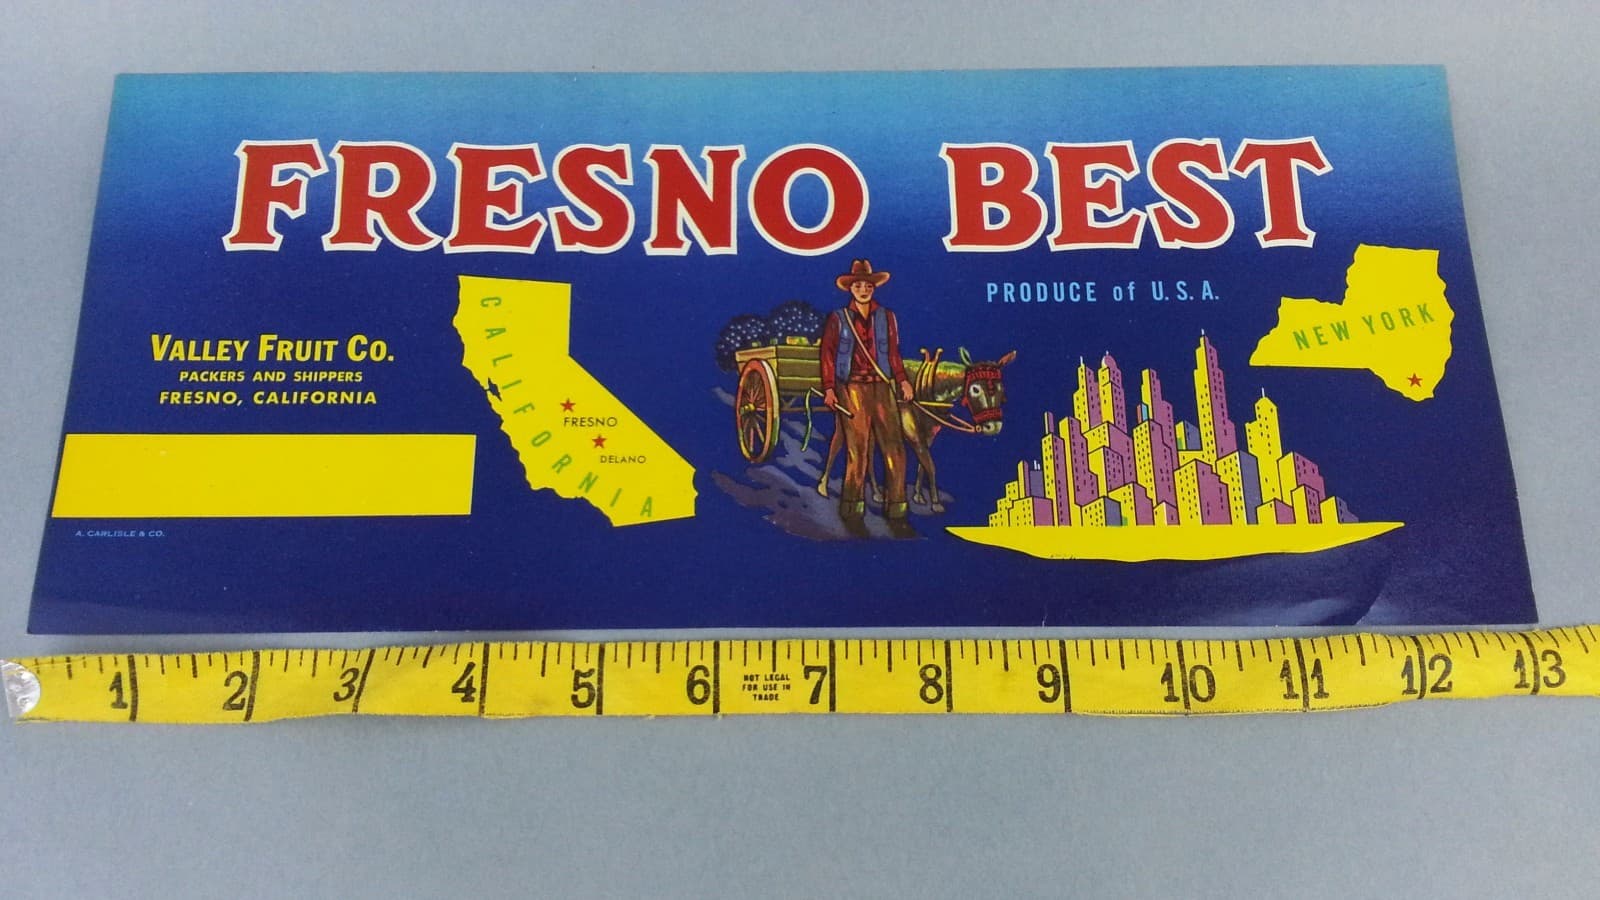 FRESNO BEST
PRODUCE of U.S.A.
VALLEY FRUIT CO.
PACKERS AND SHIPPERS
FRESNO, CALIFORNIA
A. CARLISLE & CO.
CALIFORNIA
FRESNO
DELANO
NEW YORK
1 2 3 4 5 6 7 8 9 10 11 12 13
NOT LEGAL
FOR USE IN
TRADE